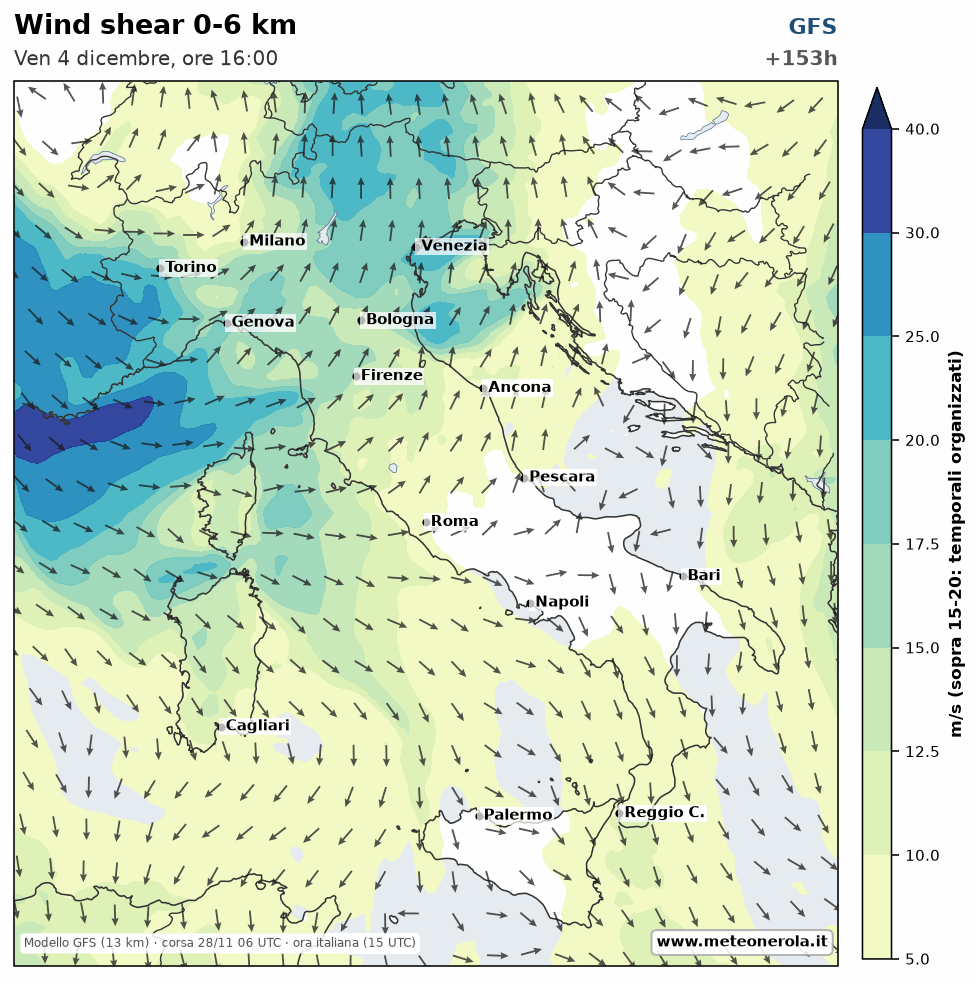 Wind shear 0-6 km
GFS
Ven 4 dicembre, ore 16:00
+153h
Milano
Venezia
Torino
Genova
Bologna
Firenze
Ancona
Pescara
Roma
Bari
Napoli
Cagliari
Palermo
Reggio C.
40.0
30.0
25.0
20.0
17.5
15.0
12.5
10.0
5.0
m/s (sopra 15-20: temporali organizzati)
Modello GFS (13 km) · corsa 28/11 06 UTC · ora italiana (15 UTC)
www.meteonerola.it